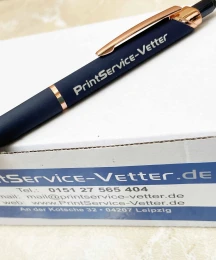 PrintService-Vetter
ntService-Vetter.de
Tel.: 0151 27 565 404
mail@printservice-vetter.de
www.PrintService-Vetter.de
An der Kotsche 32 • 04207 Leipzig